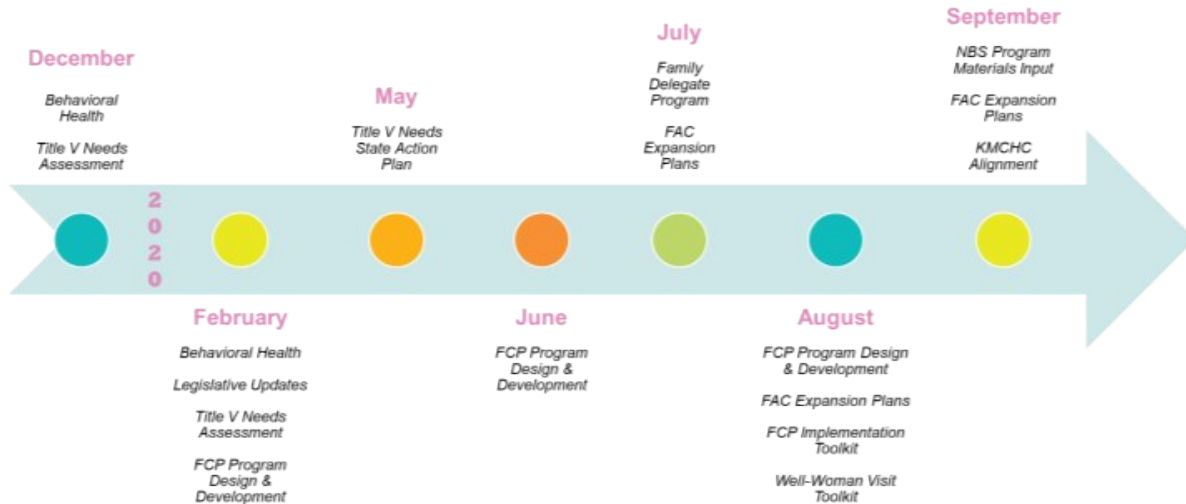 December
Behavioral
Health
Title V Needs
Assessment
2
0
2
0
February
Behavioral Health
Legislative Updates
Title V Needs
Assessment
FCP Program
Design &
Development
May
Title V Needs
State Action
Plan
June
FCP Program
Design &
Development
July
Family
Delegate
Program
FAC
Expansion
Plans
August
FCP Program Design
& Development
FAC Expansion Plans
FCP Implementation
Toolkit
Well-Woman Visit
Toolkit
September
NBS Program
Materials Input
FAC Expansion
Plans
KMCHC
Alignment